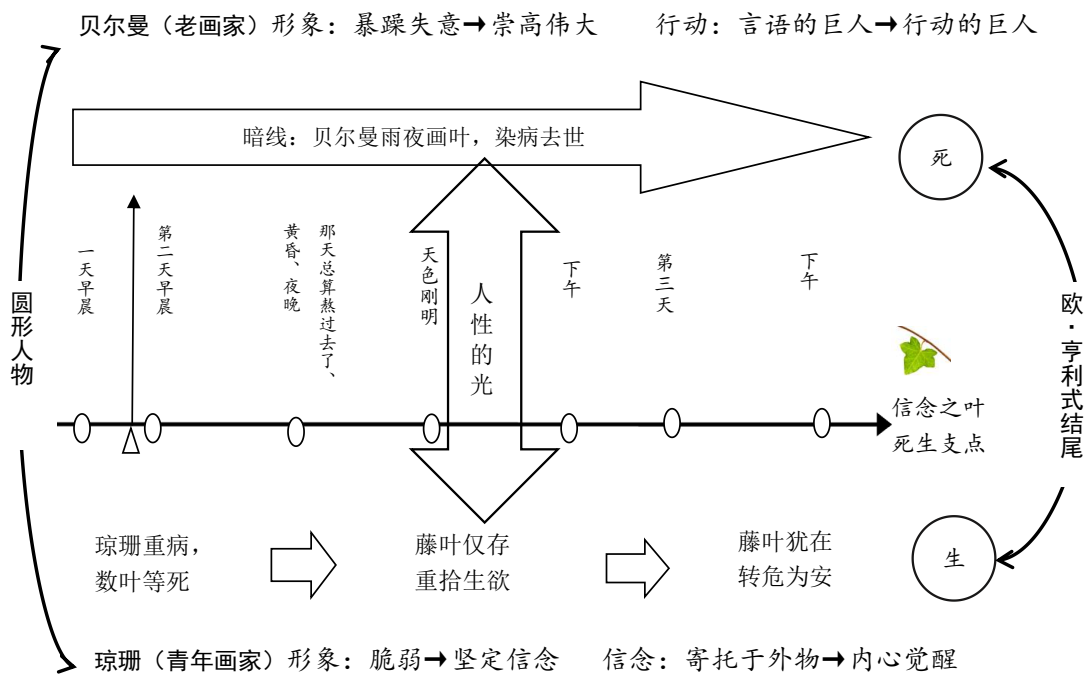 贝尔曼（老画家）形象：暴躁失意→崇高伟大 行动：言语的巨人→行动的巨人
暗线：贝尔曼雨夜画叶，染病去世
死
一天早晨
第二天早晨
那天总算熬过去了、
黄昏、夜晚
天色刚明
人性的光
下午
第三天
下午
圆形人物
欧·亨利式结尾
信念之叶
死生支点
琼珊重病，
数叶等死
藤叶仅存
重拾生欲
藤叶犹在
转危为安
生
琼珊（青年画家）形象：脆弱→坚定信念 信念：寄托于外物→内心觉醒